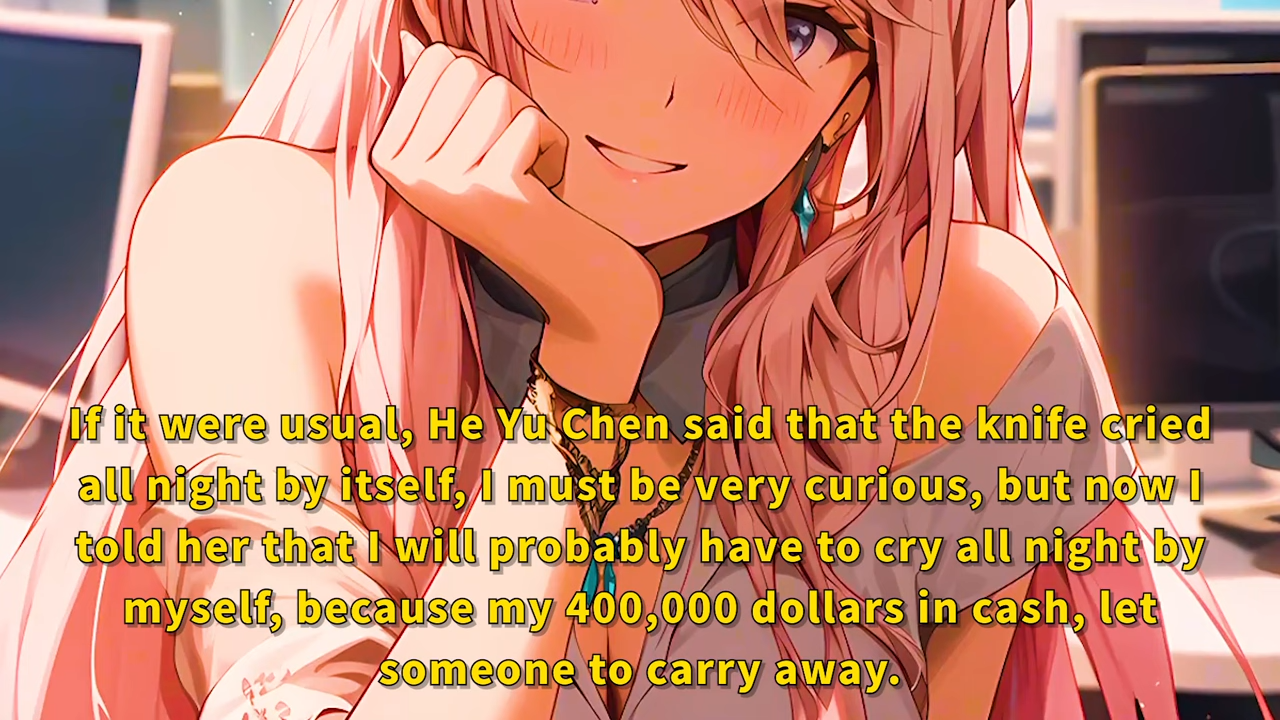 If it were usual, He Yu Chen said that the knife cried
all night by itself, I must be very curious, but now I
told her that I will probably have to cry all night by
myself, because my 400,000 dollars in cash, let
someone to carry away.